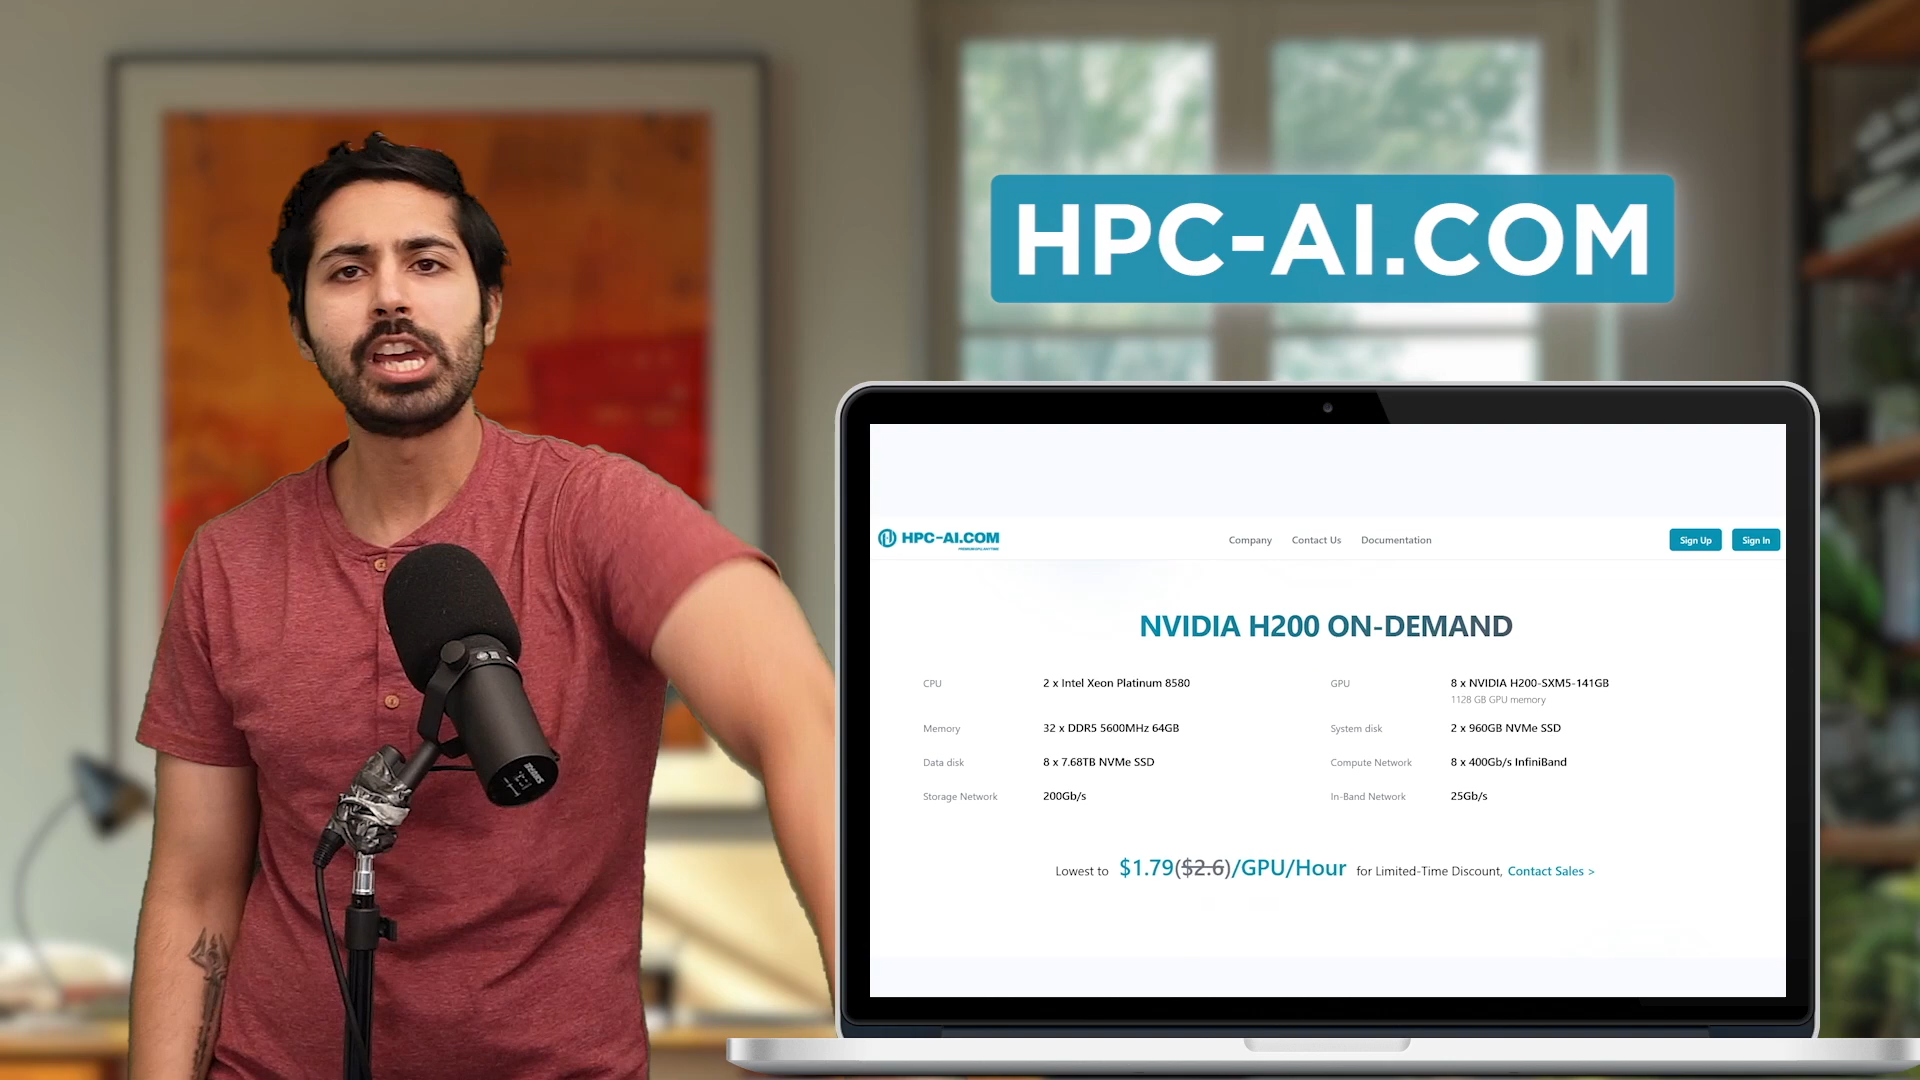 HPC-AI.COM
HPC-AI.COM
Company Contact Us Documentation
Sign Up Sign In
NVIDIA H200 ON-DEMAND
CPU 2 x Intel Xeon Platinum 8580 GPU 8 x NVIDIA H200-SXM5-141GB
1128 GB GPU memory
Memory 32 x DDR5 5600MHz 64GB System disk 2 x 960GB NVMe SSD
Data disk 8 x 7.68TB NVMe SSD Compute Network 8 x 400Gb/s InfiniBand
Storage Network 200Gb/s In-Band Network 25Gb/s
Lowest to $1.79($2.6)/GPU/Hour for Limited-Time Discount, Contact Sales >